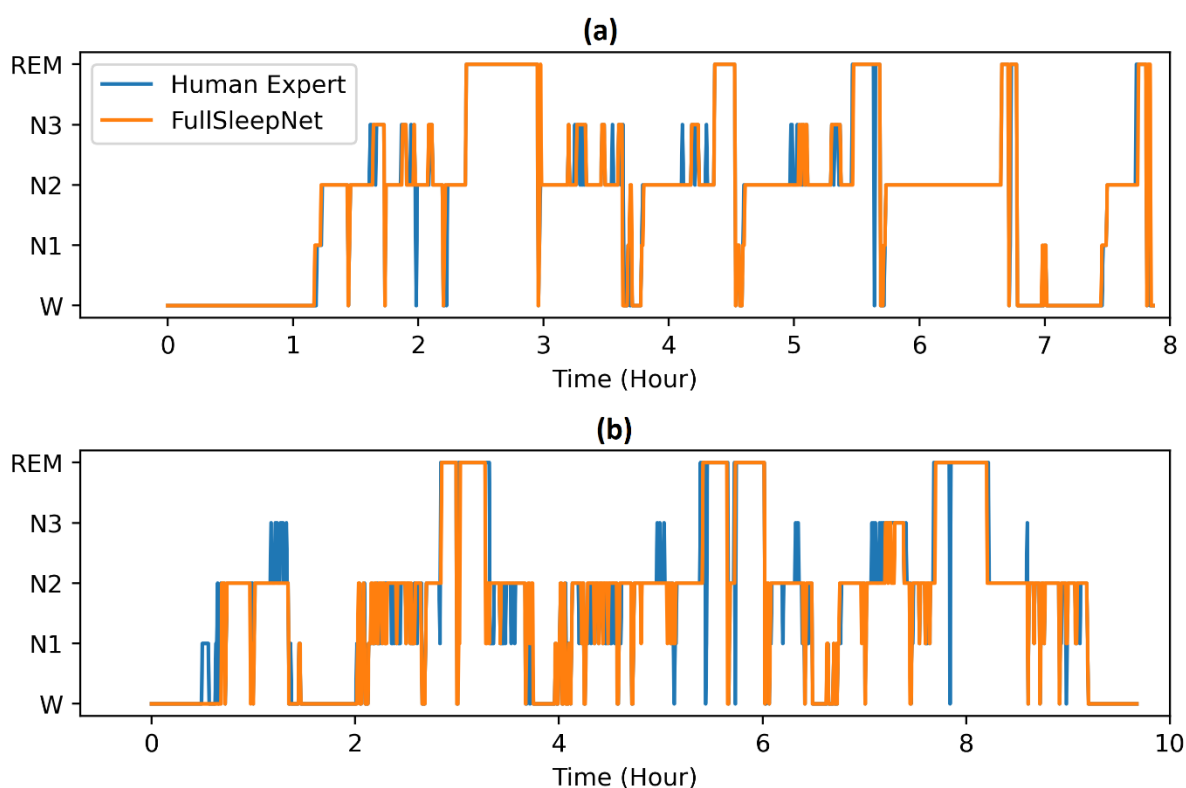 (a)
REM
N3
N2
N1
W
Human Expert
FullSleepNet
0 1 2 3 4 5 6 7 8
Time (Hour)
(b)
REM
N3
N2
N1
W
0 2 4 6 8 10
Time (Hour)